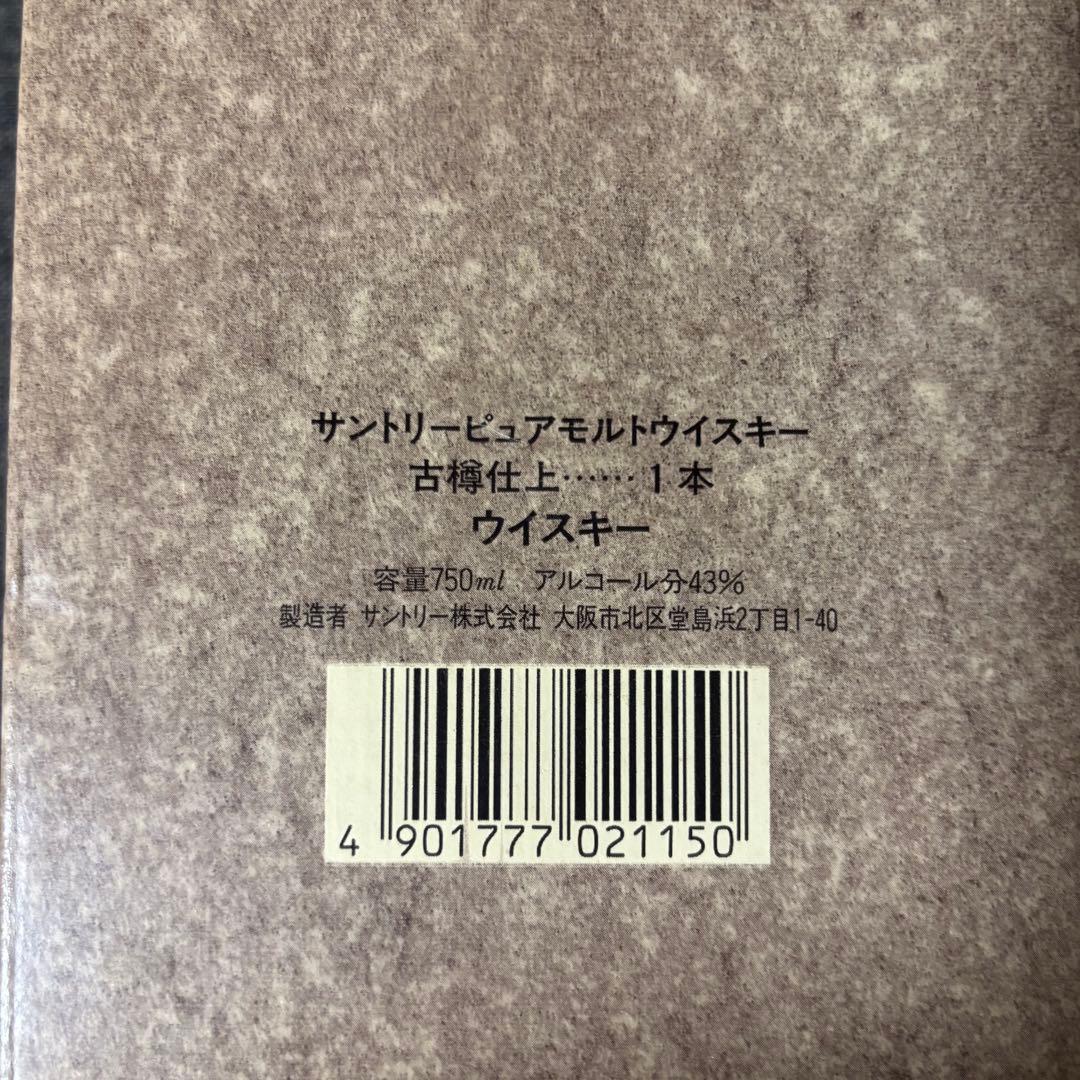 サントリーピュアモルトウイスキー
古樽仕上……1本
ウイスキー
容量750ml アルコール分43%
製造者 サントリー株式会社 大阪市北区堂島浜2丁目1-40
4 901777 021150